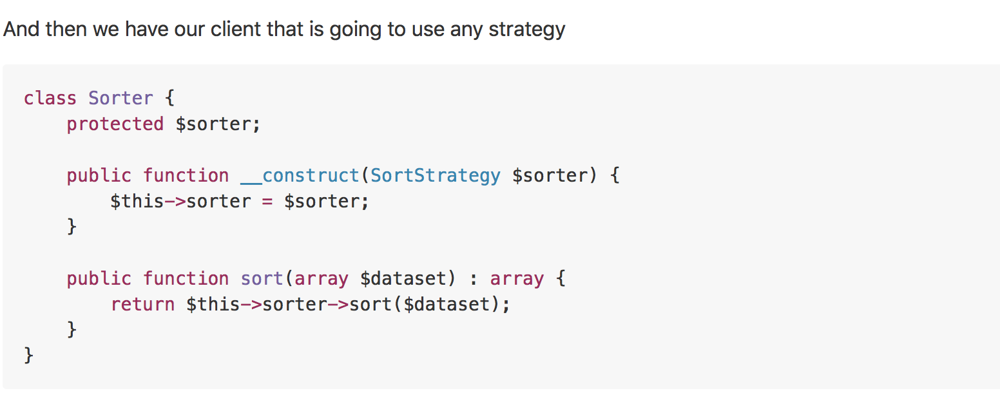 And then we have our client that is going to use any strategy
class Sorter {
    protected $sorter;
    public function __construct(SortStrategy $sorter) {
        $this->sorter = $sorter;
    }
    public function sort(array $dataset) : array {
        return $this->sorter->sort($dataset);
    }
}